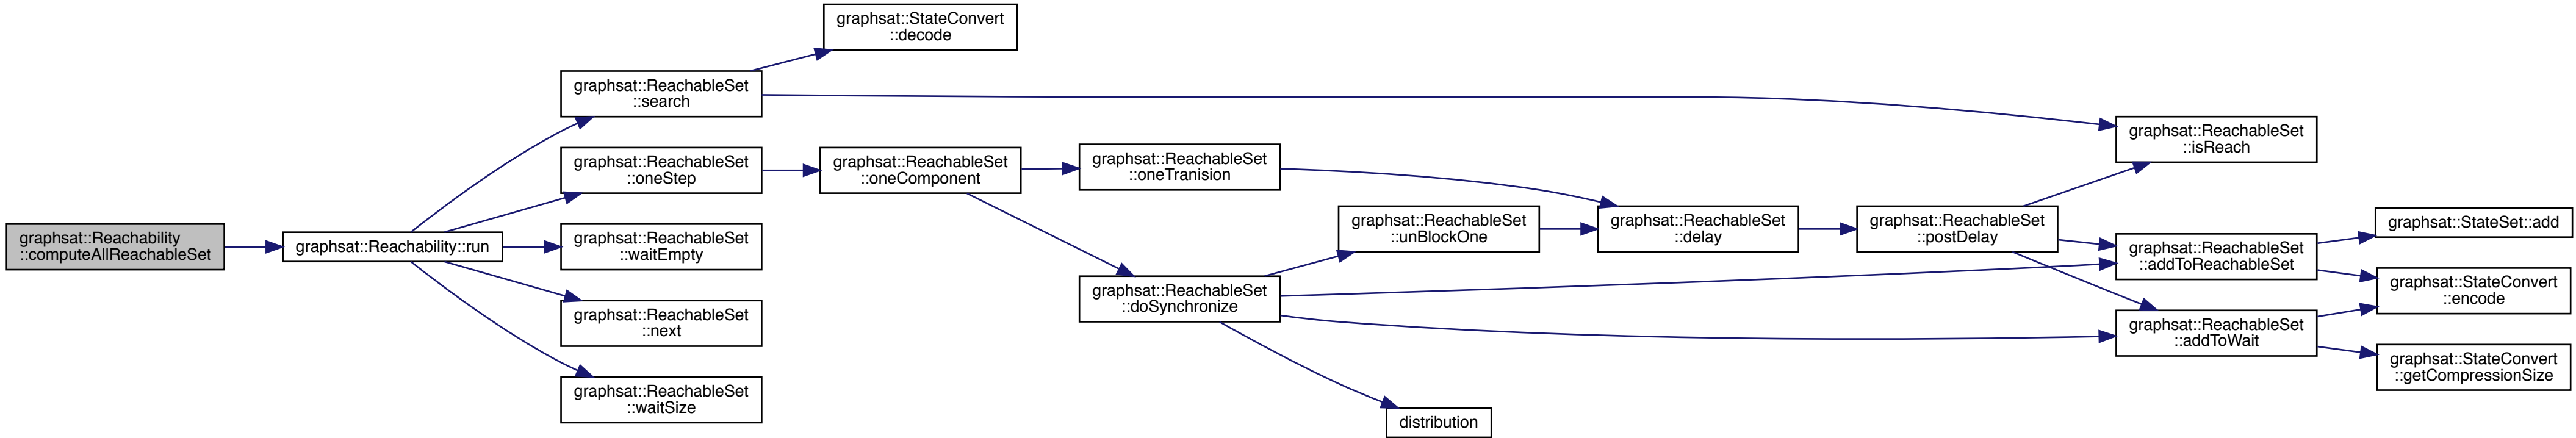 graphsat::Reachability
::computeAllReachableSet
graphsat::Reachability::run
graphsat::ReachableSet
::search
graphsat::StateConvert
::decode
graphsat::ReachableSet
::isReach
graphsat::ReachableSet
::oneStep
graphsat::ReachableSet
::oneComponent
graphsat::ReachableSet
::oneTranision
graphsat::ReachableSet
::delay
graphsat::ReachableSet
::postDelay
graphsat::ReachableSet
::addToReachableSet
graphsat::StateSet::add
graphsat::StateConvert
::encode
graphsat::ReachableSet
::addToWait
graphsat::StateConvert
::getCompressionSize
graphsat::ReachableSet
::doSynchronize
graphsat::ReachableSet
::unBlockOne
distribution
graphsat::ReachableSet
::waitEmpty
graphsat::ReachableSet
::next
graphsat::ReachableSet
::waitSize